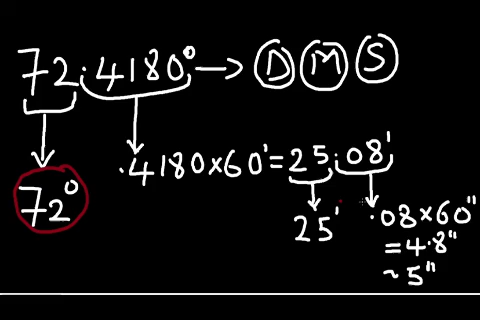 72.4180° → D M S
.4180×60' = 25.08'
72°
25' .08×60"
= 4.8"
~ 5"